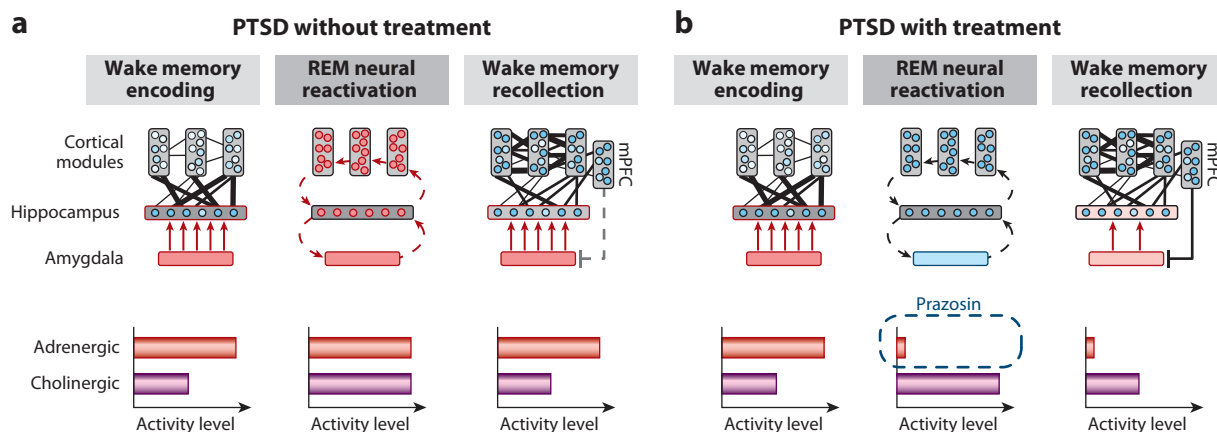 a
PTSD without treatment
Wake memory
encoding
REM neural
reactivation
Wake memory
recollection
Cortical
modules
mPFC
Hippocampus
Amygdala
Adrenergic
Cholinergic
Activity level
Activity level
Activity level
b
PTSD with treatment
Wake memory
encoding
REM neural
reactivation
Wake memory
recollection
mPFC
Prazosin
Activity level
Activity level
Activity level